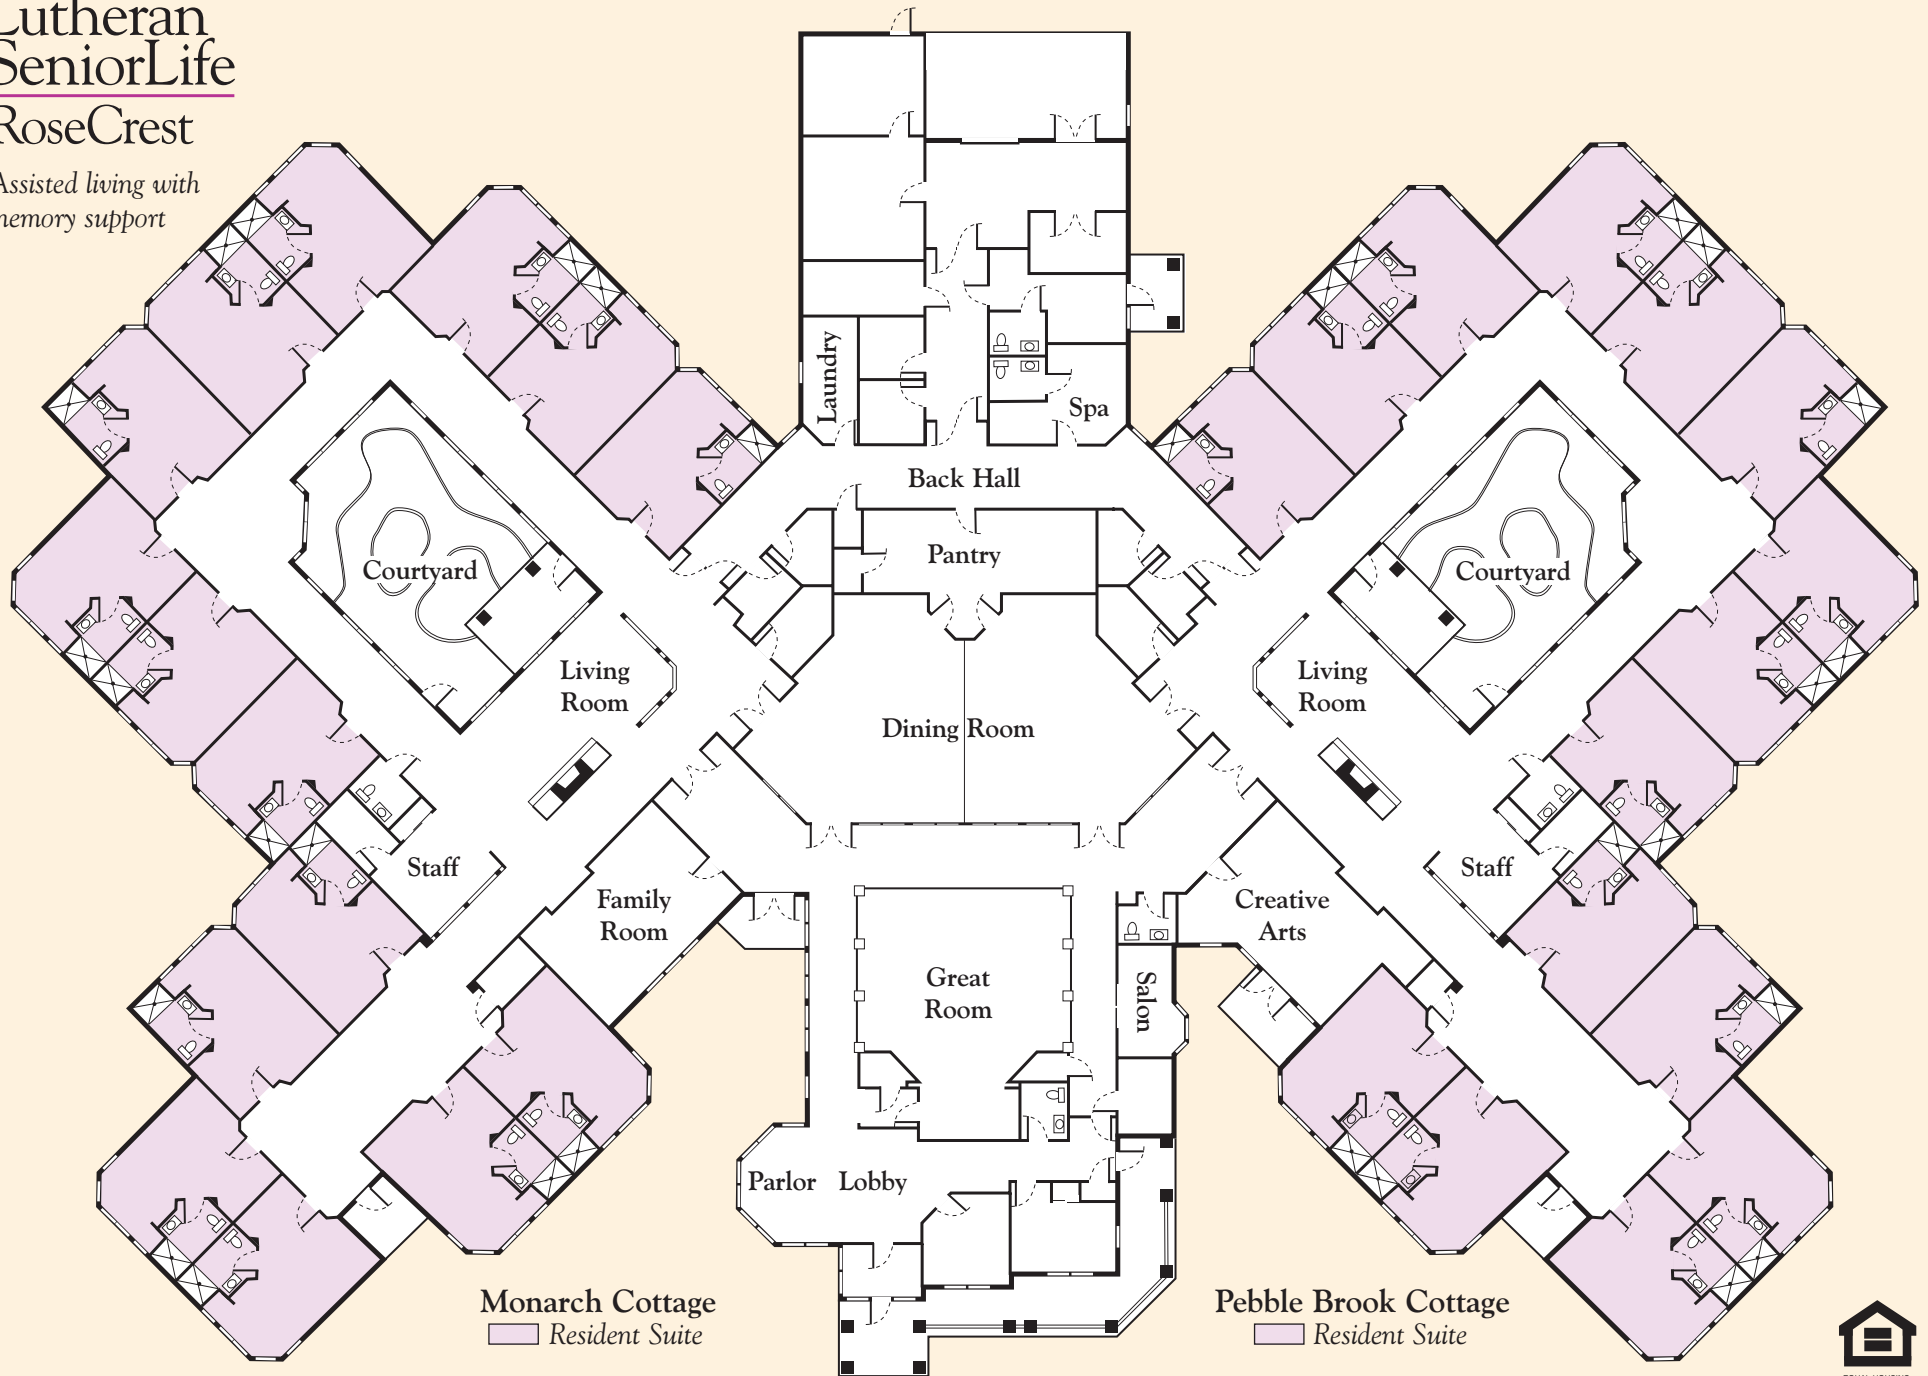 Lutheran
SeniorLife
RoseCrest
Assisted living with
memory support
Laundry
Spa
Back Hall
Pantry
Courtyard
Courtyard
Living
Room
Living
Room
Dining Room
Staff
Staff
Family
Room
Creative
Arts
Great
Room
Salon
Parlor
Lobby
Monarch Cottage
Resident Suite
Pebble Brook Cottage
Resident Suite